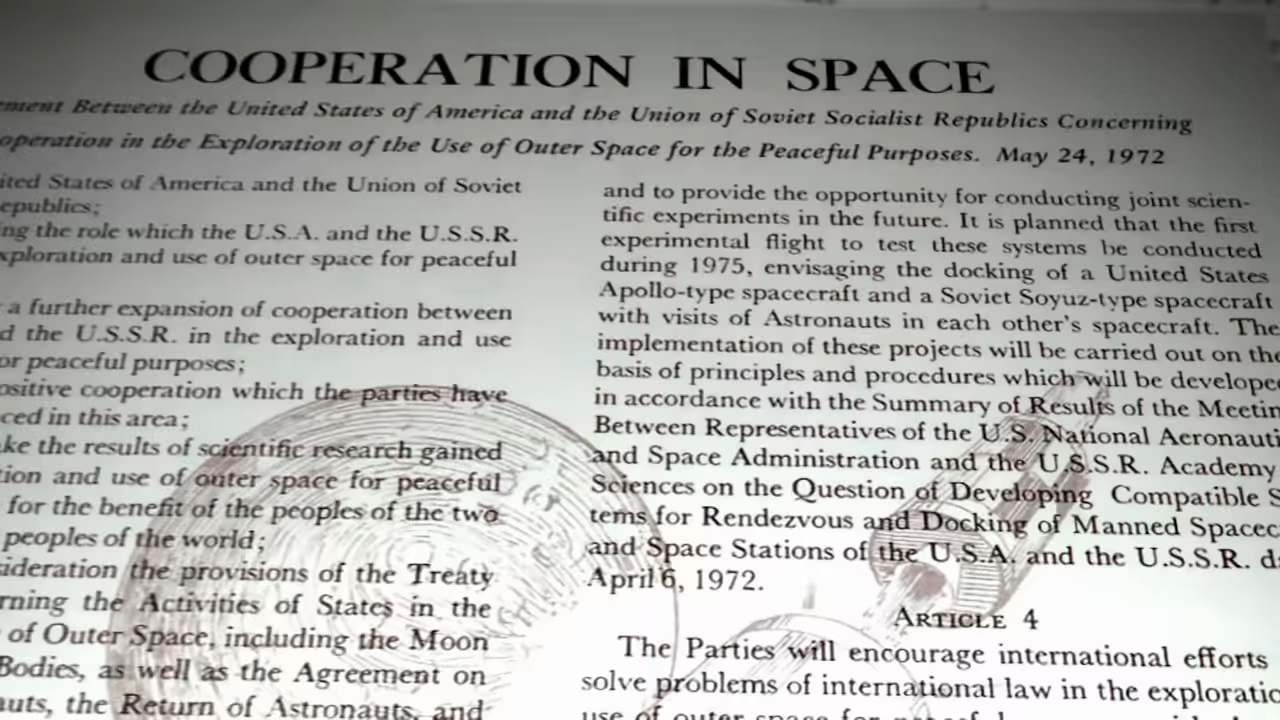 COOPERATION IN SPACE
Between the United States of America and the Union of Soviet Socialist Republics Concerning
in the Exploration of the Use of Outer Space for the Peaceful Purposes. May 24, 1972
States of America and the Union of Soviet
the role which the U.S.A. and the U.S.S.R.
and use of outer space for peaceful
a further expansion of cooperation between
the U.S.S.R. in the exploration and use
or peaceful purposes;
cooperation which the parties have
in this area;
the results of scientific research gained
and use of outer space for peaceful
for the benefit of the peoples of the two
peoples of the world;
the provisions of the Treaty
the Activities of States in the
of Outer Space, including the Moon
Bodies, as well as the Agreement on
the Return of Astronauts, and
and to provide the opportunity for conducting joint scien-
tific experiments in the future. It is planned that the first
experimental flight to test these systems be conducted
during 1975, envisaging the docking of a United States
Apollo-type spacecraft and a Soviet Soyuz-type spacecraft
with visits of Astronauts in each other's spacecraft. The
implementation of these projects will be carried out on the
basis of principles and procedures which will be develope
in accordance with the Summary of Results of the Meetin
Between Representatives of the U.S. National Aeronauti
and Space Administration and the U.S.S.R. Academy
Sciences on the Question of Developing Compatible S
tems for Rendezvous and Docking of Manned Spacec
and Space Stations of the U.S.A. and the U.S.S.R. d
April 6, 1972.
ARTICLE 4
The Parties will encourage international efforts
solve problems of international law in the exploratio
use of outer space for